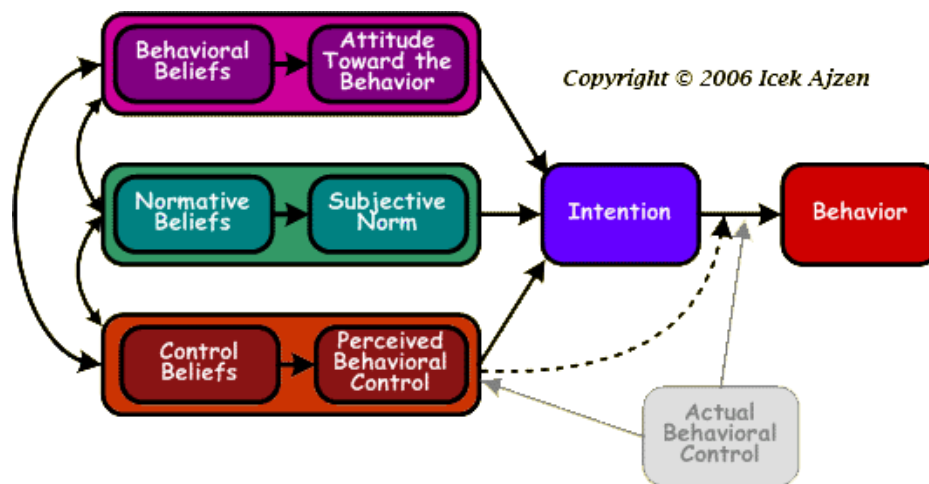 Behavioral
Beliefs
Attitude
Toward the
Behavior
Copyright © 2006 Icek Ajzen
Normative
Beliefs
Subjective
Norm
Intention
Behavior
Control
Beliefs
Perceived
Behavioral
Control
Actual
Behavioral
Control